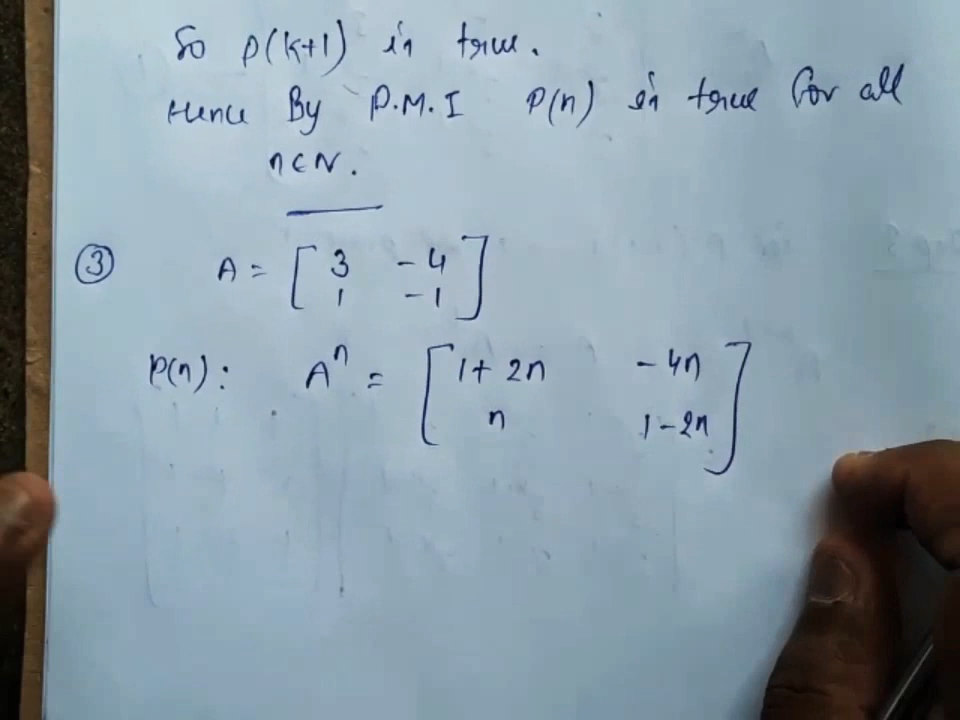 So P(k+1) is true.
Hence By P.M.I P(n) is true for all
n∈N.
③ A = [ 3 -4
1 -1 ]
P(n): Aⁿ = [ 1+2n -4n
n 1-2n ]